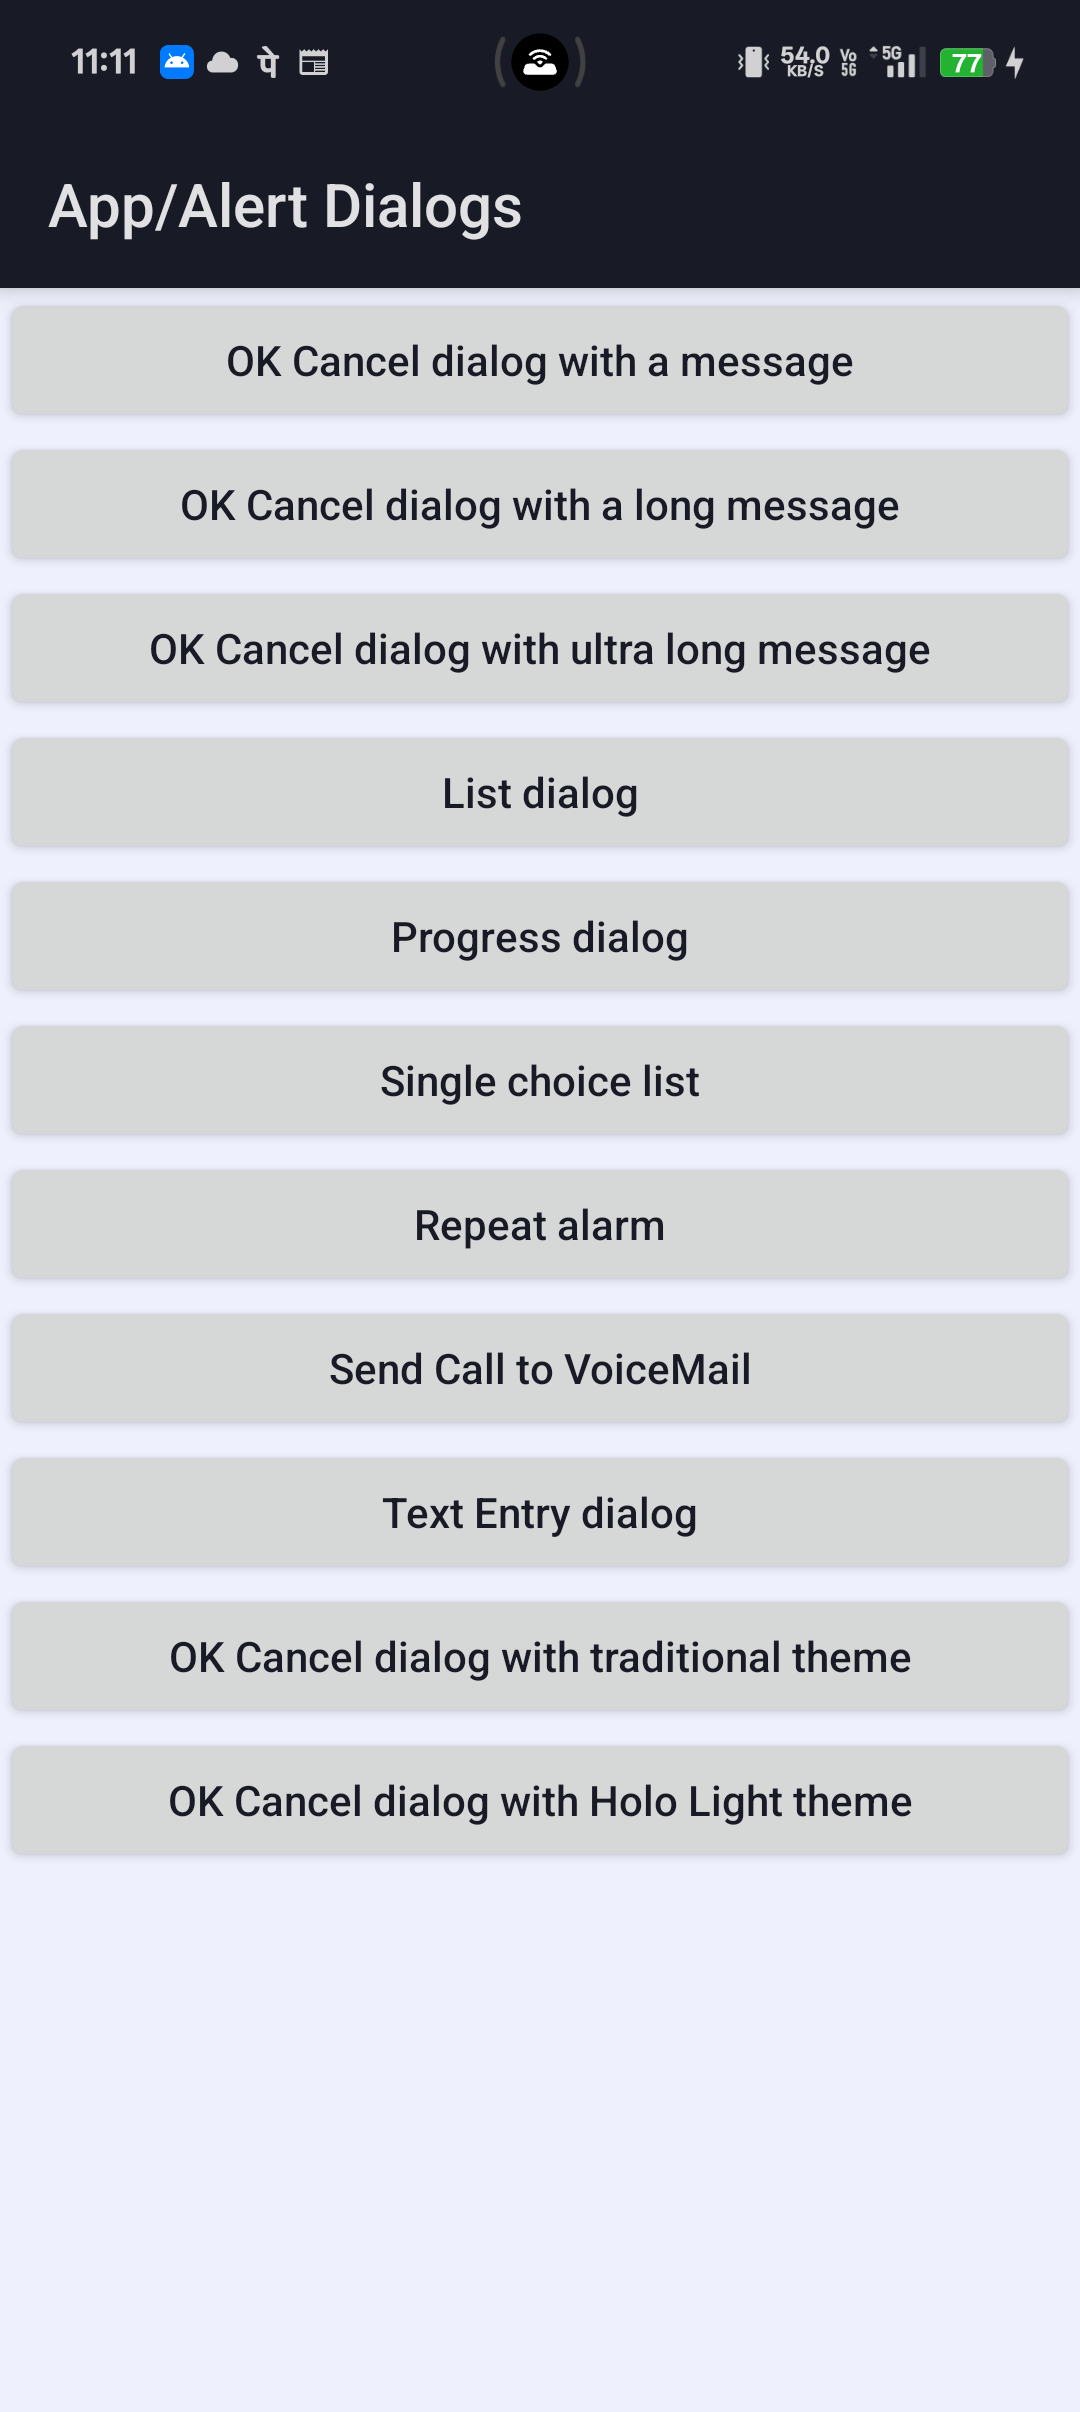 11:11 पे 54.0 KB/S Vo 5G 5G 77
App/Alert Dialogs
OK Cancel dialog with a message
OK Cancel dialog with a long message
OK Cancel dialog with ultra long message
List dialog
Progress dialog
Single choice list
Repeat alarm
Send Call to VoiceMail
Text Entry dialog
OK Cancel dialog with traditional theme
OK Cancel dialog with Holo Light theme